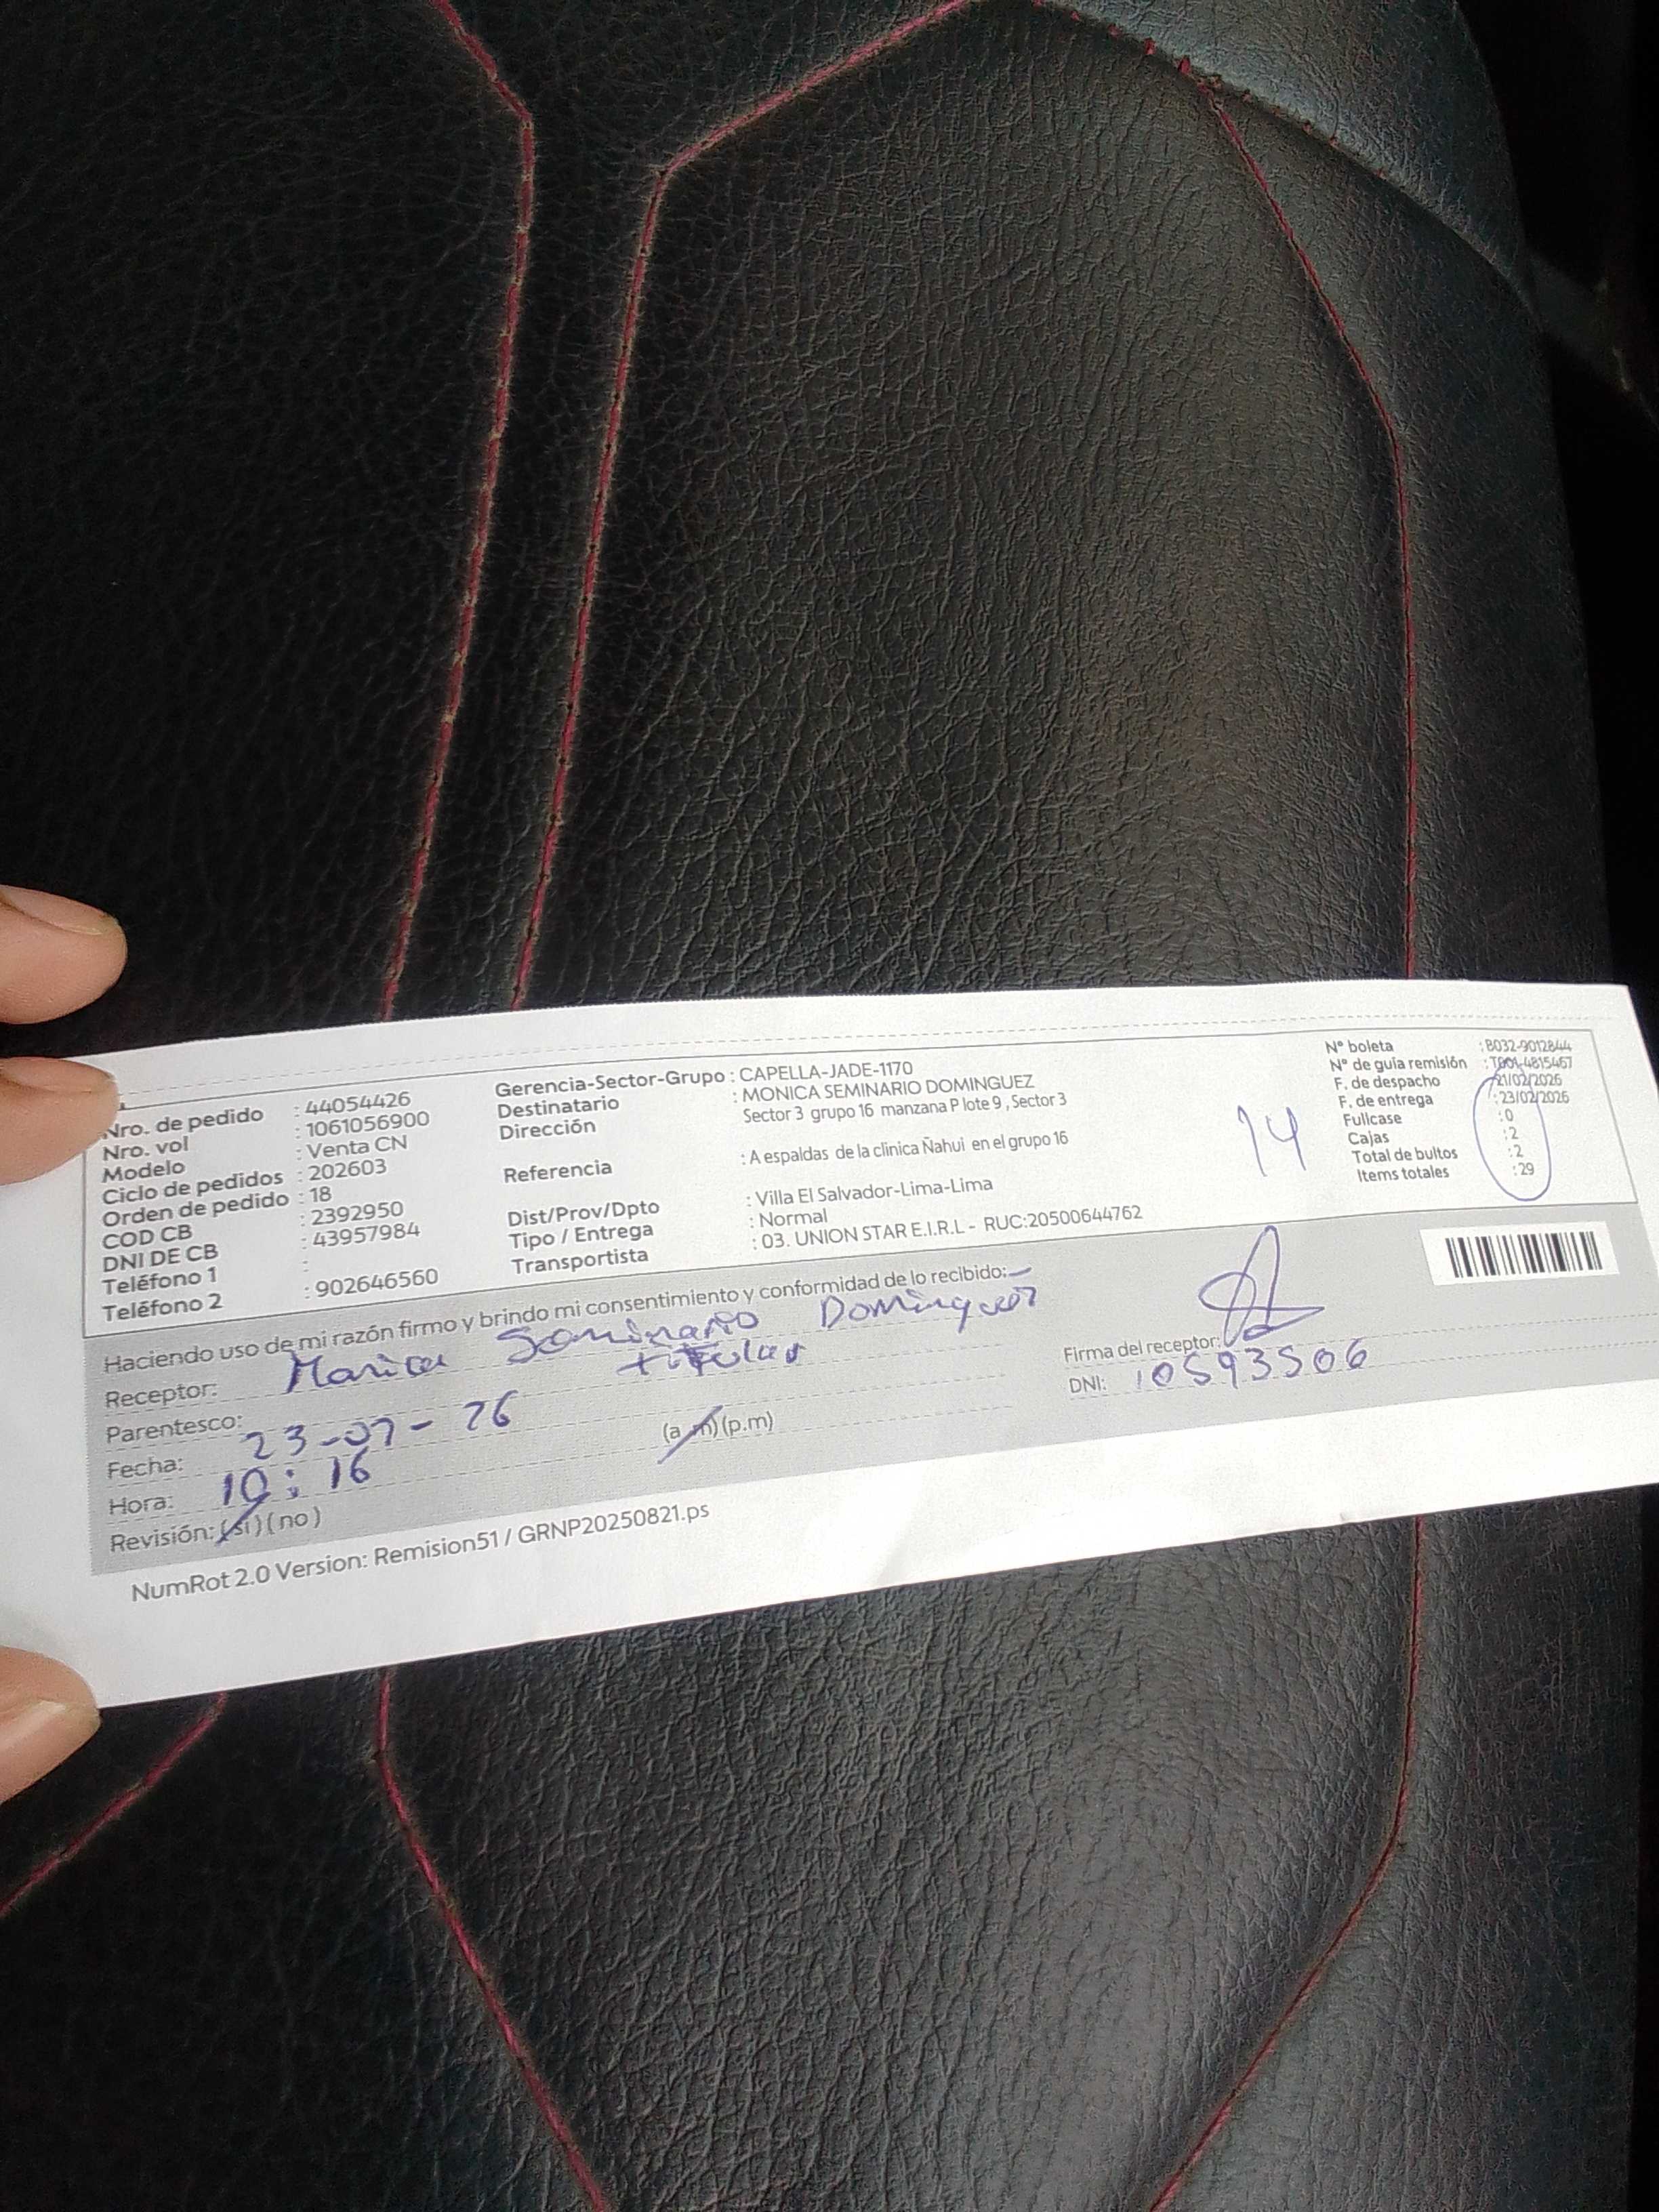 Nro. de pedido : 44054426
Nro. vol : 1061056900
Modelo : Venta CN
Ciclo de pedidos : 202603
Orden de pedido : 18
COD CB : 2392950
DNI DE CB : 43957984
Teléfono 1 :
Teléfono 2 : 902646560
Gerencia-Sector-Grupo : CAPELLA-JADE-1170
Destinatario : MONICA SEMINARIO DOMINGUEZ
Dirección Sector 3 grupo 16 manzana P lote 9 , Sector 3
Referencia : A espaldas de la clinica Ñahui en el grupo 16
Dist/Prov/Dpto : Villa El Salvador-Lima-Lima
Tipo / Entrega : Normal
Transportista : 03. UNION STAR E.I.R.L - RUC:20500644762
14
N° boleta : B032-9012844
N° de guía remisión : T001-4815467
F. de despacho : 21/02/2026
F. de entrega : 23/02/2026
Fullcase : 0
Cajas : 2
Total de bultos : 2
Items totales : 29
Haciendo uso de mi razón firmo y brindo mi consentimiento y conformidad de lo recibido:
Receptor: Seminario Dominguez
Parentesco: titular
Fecha: 23-02-26
Hora: 10:16 (a.m) (p.m)
Revisión: (si) (no)
Firma del receptor:
DNI: 10593506
NumRot 2.0 Version: Remision51 / GRNP20250821.ps